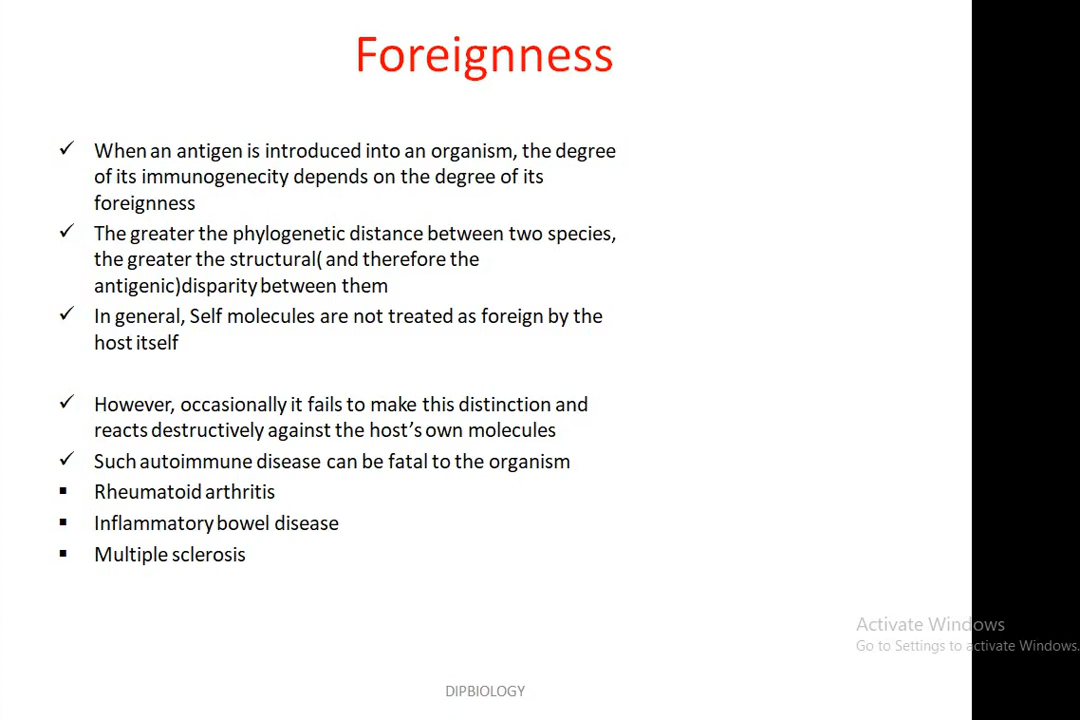 Foreignness
✓ When an antigen is introduced into an organism, the degree
of its immunogenecity depends on the degree of its
foreignness
✓ The greater the phylogenetic distance between two species,
the greater the structural( and therefore the
antigenic)disparity between them
✓ In general, Self molecules are not treated as foreign by the
host itself
✓ However, occasionally it fails to make this distinction and
reacts destructively against the host’s own molecules
✓ Such autoimmune disease can be fatal to the organism
▪ Rheumatoid arthritis
▪ Inflammatory bowel disease
▪ Multiple sclerosis
Activate Windows
Go to Settings to activate Windows.
DIPBIOLOGY